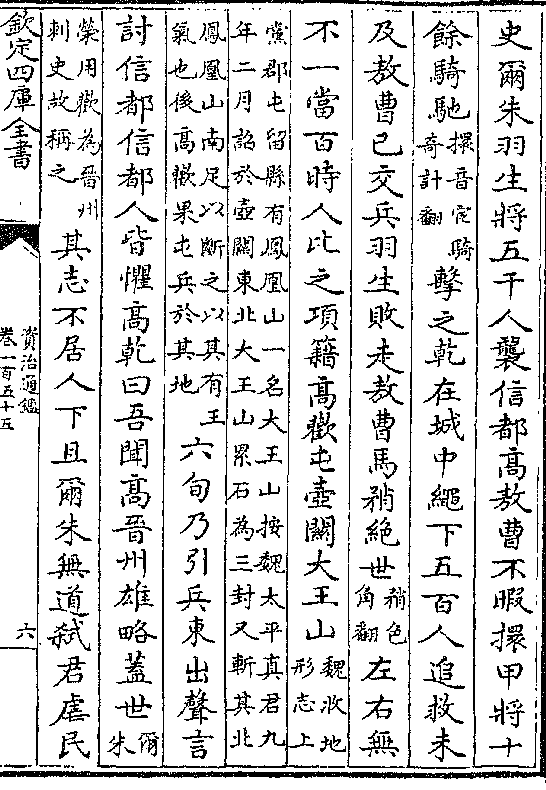 史爾朱羽生將五千人襲信都高敖曹不暇擐甲將十
餘騎馳擐音宦騎奇計翻擊之乾在城中繩下五百人追救未
及敖曹已交兵羽生敗走敖曹馬矟絶世矟色角翻左右無
不一當百時人比之項籍高歡屯壺關大王山魏收地形志上
黨郡屯留縣有鳳凰山一名大王山按魏太平真君九
年二月詔於壺關東北大王山累石為三封又斬其北
鳳凰山南足以斷之以其有王氣也後高歡果屯兵於其地六旬乃引兵東出聲言
討信都信都人皆懼高乾曰吾聞高晉州雄略蓋世爾朱
榮用歡為晉州刺史故稱之其志不居人下且爾朱無道弑君虐民
欽定四庫全書
資治通鑑
卷一百五十五
六